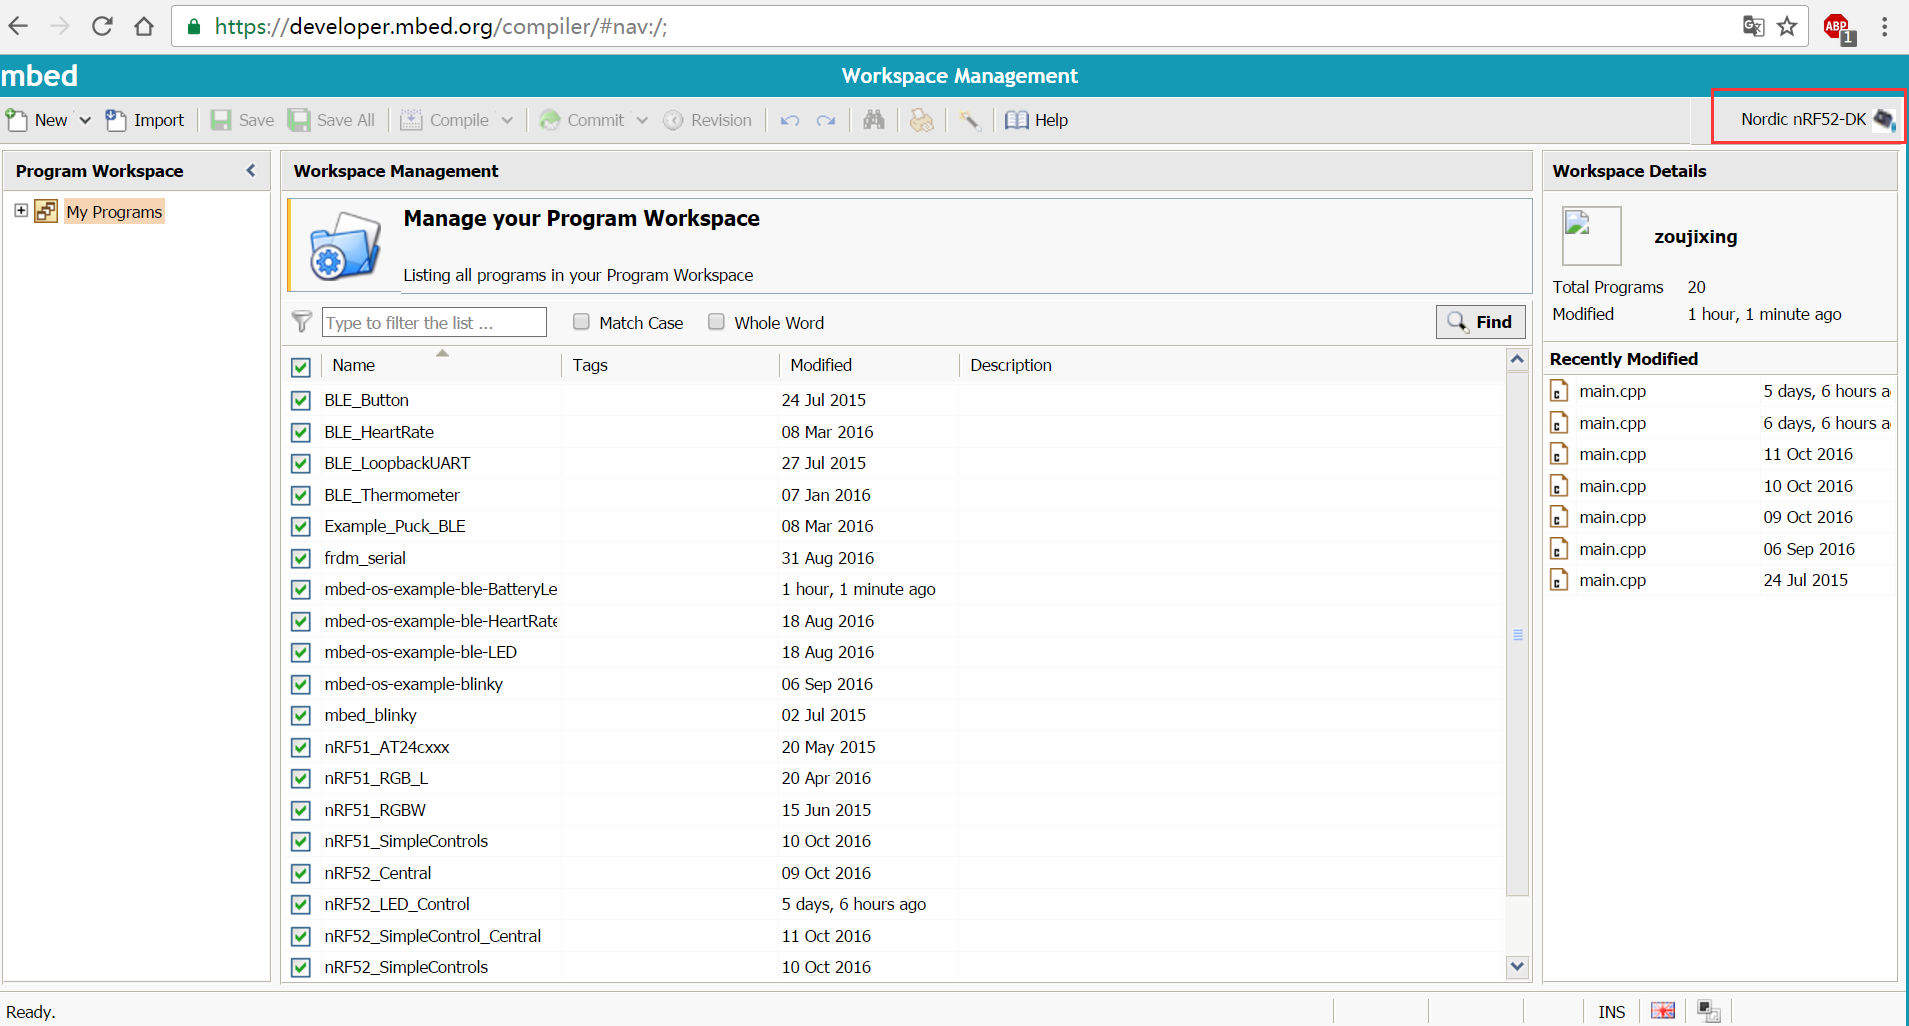 https://developer.mbed.org/compiler/#nav:/;
ABP
1
mbed
Workspace Management
New
Import
Save
Save All
Compile
Commit
Revision
Help
Nordic nRF52-DK
Program Workspace
My Programs
Workspace Management
Manage your Program Workspace
Listing all programs in your Program Workspace
Type to filter the list ...
Match Case
Whole Word
Find
Name Tags Modified Description
BLE_Button 24 Jul 2015
BLE_HeartRate 08 Mar 2016
BLE_LoopbackUART 27 Jul 2015
BLE_Thermometer 07 Jan 2016
Example_Puck_BLE 08 Mar 2016
frdm_serial 31 Aug 2016
mbed-os-example-ble-BatteryLe 1 hour, 1 minute ago
mbed-os-example-ble-HeartRate 18 Aug 2016
mbed-os-example-ble-LED 18 Aug 2016
mbed-os-example-blinky 06 Sep 2016
mbed_blinky 02 Jul 2015
nRF51_AT24cxxx 20 May 2015
nRF51_RGB_L 20 Apr 2016
nRF51_RGBW 15 Jun 2015
nRF51_SimpleControls 10 Oct 2016
nRF52_Central 09 Oct 2016
nRF52_LED_Control 5 days, 6 hours ago
nRF52_SimpleControl_Central 11 Oct 2016
nRF52_SimpleControls 10 Oct 2016
Workspace Details
zoujixing
Total Programs 20
Modified 1 hour, 1 minute ago
Recently Modified
main.cpp 5 days, 6 hours a
main.cpp 6 days, 6 hours a
main.cpp 11 Oct 2016
main.cpp 10 Oct 2016
main.cpp 09 Oct 2016
main.cpp 06 Sep 2016
main.cpp 24 Jul 2015
Ready.
INS